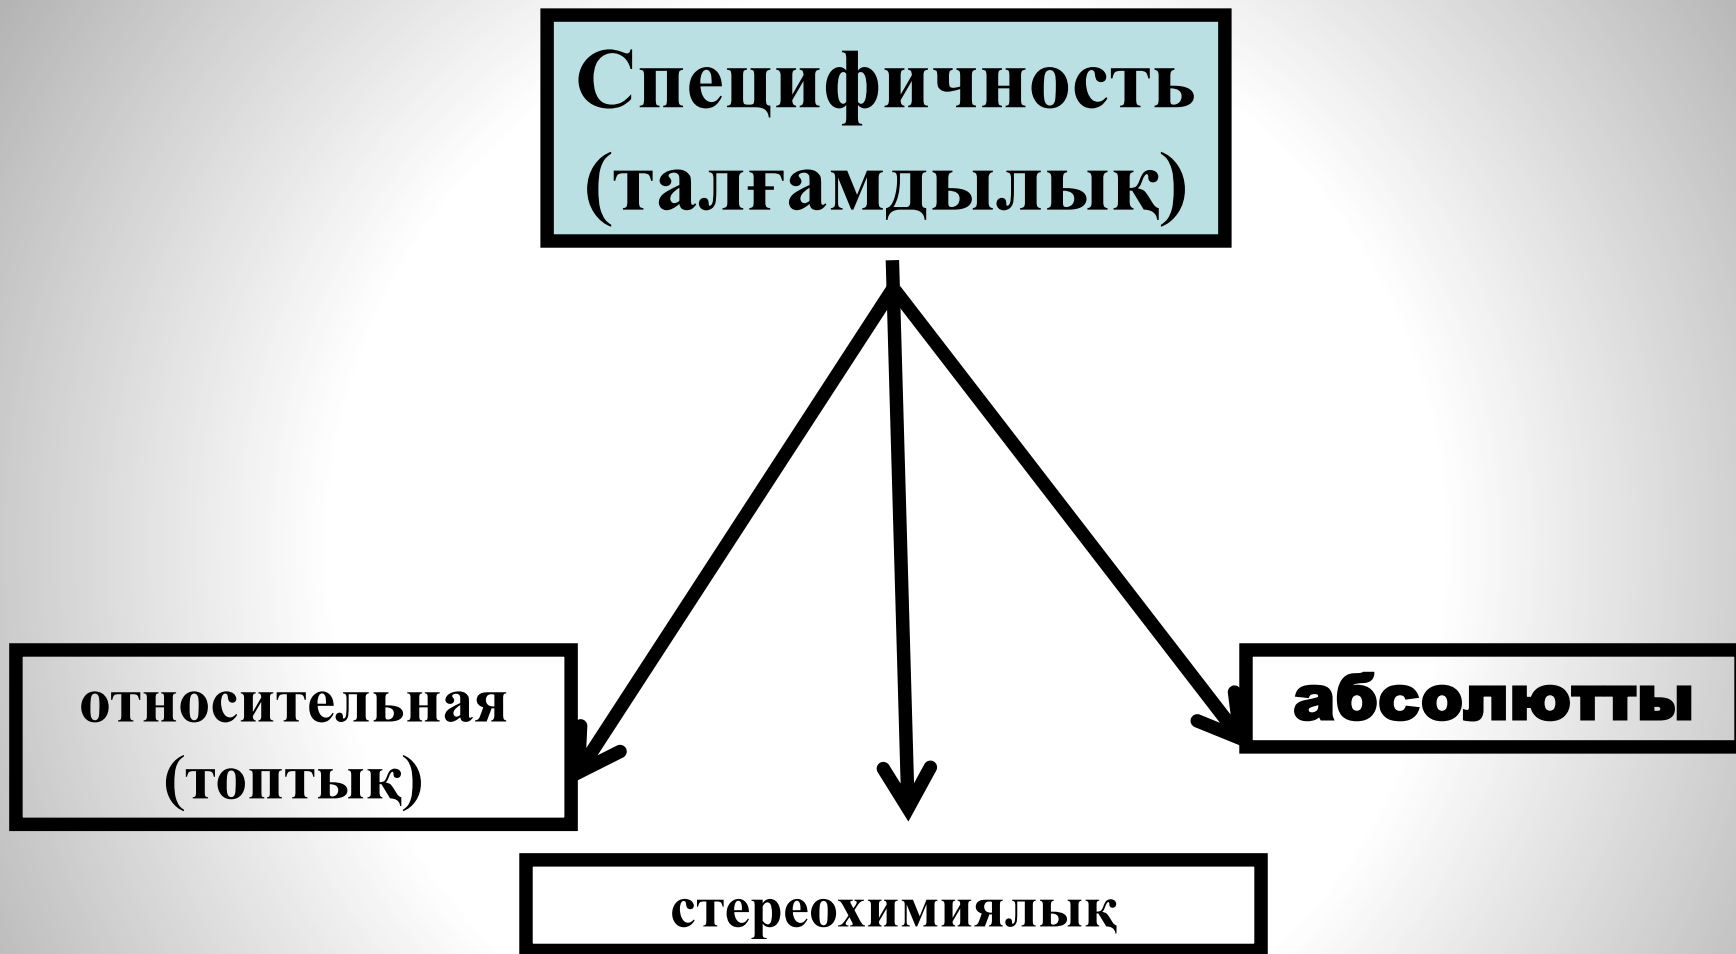 Специфичность
(талғамдылық)
относительная
(топтық)
абсолютты
стереохимиялық